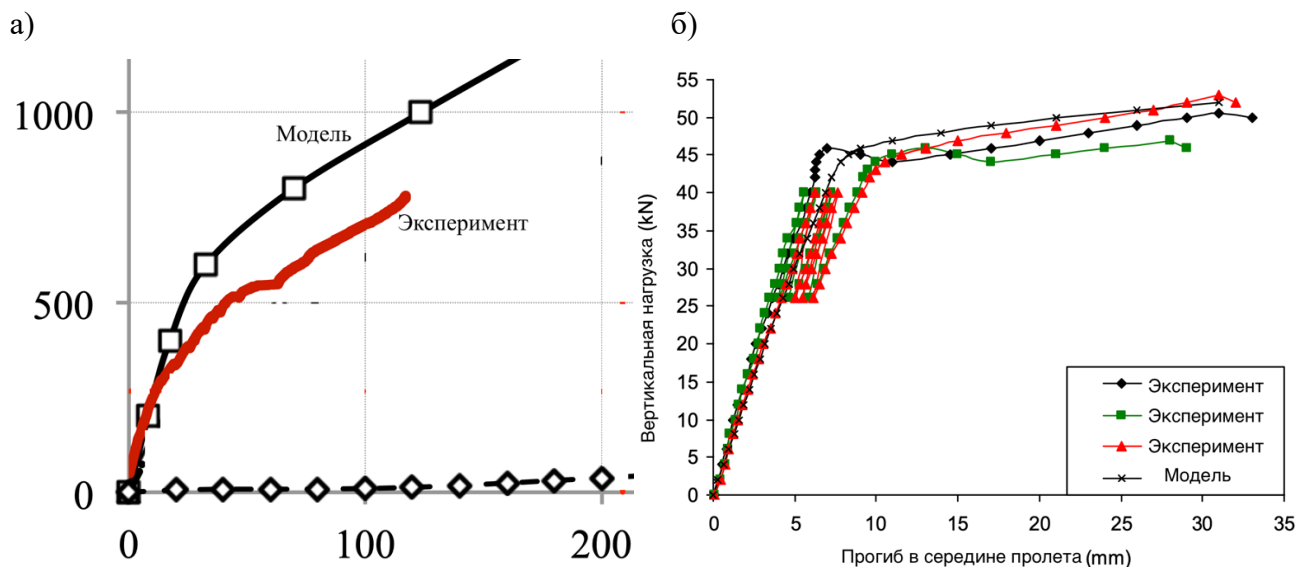 а)
1000
500
0
0
100
200
Модель
Эксперимент
б)
Вертикальная нагрузка (kN)
55
50
45
40
35
30
25
20
15
10
5
0
0
5
10
15
20
25
30
35
Прогиб в середине пролета (mm)
Эксперимент
Эксперимент
Эксперимент
Модель